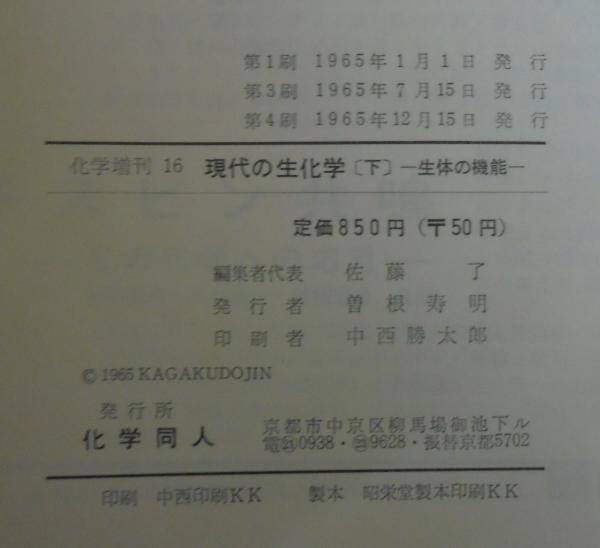 第1刷 1965年1月1日 発行
第3刷 1965年7月15日 発行
第4刷 1965年12月15日 発行
化学増刊 16 現代の生化学〔下〕―生体の機能―
定価850円(〒50円)
編集者代表 佐藤 了
発行者 曽根寿明
印刷者 中西勝太郎
© 1965 KAGAKUDOJIN
発行所
化学同人
京都市中京区柳馬場御池下ル
電㉑0938・9628・振替京都5702
印刷 中西印刷KK 製本 昭栄堂製本印刷KK